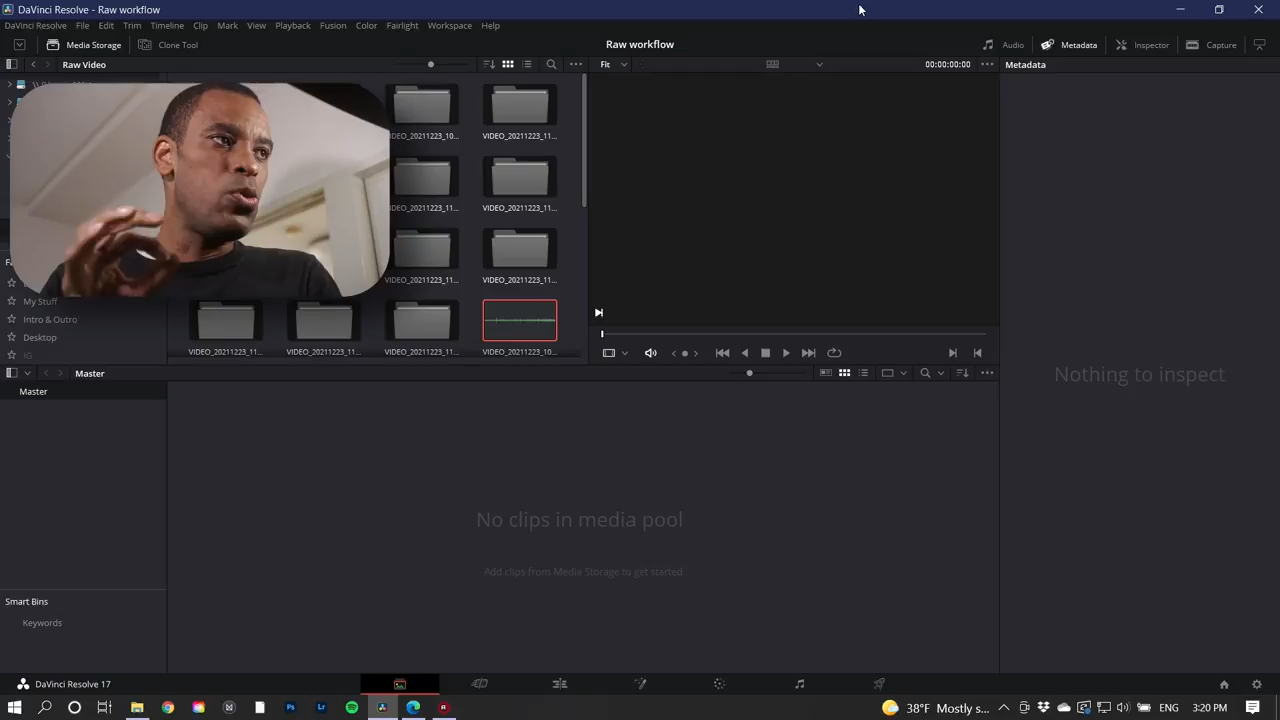 DaVinci Resolve - Raw workflow
DaVinci Resolve File Edit Trim Timeline Clip Mark View Playback Fusion Color Fairlight Workspace Help
Media Storage Clone Tool Raw workflow Audio Metadata Inspector Capture
Raw Video Fit 00:00:00:00 Metadata
VIDEO_20211223_10... VIDEO_20211223_11...
VIDEO_20211223_11... VIDEO_20211223_11...
VIDEO_20211223_11... VIDEO_20211223_11...
My Stuff
Intro & Outro
Desktop
IG
VIDEO_20211223_11... VIDEO_20211223_11... VIDEO_20211223_11... VIDEO_20211223_10...
Master
Master
Nothing to inspect
No clips in media pool
Add clips from Media Storage to get started
Smart Bins
Keywords
DaVinci Resolve 17
38°F Mostly s... ENG 3:20 PM